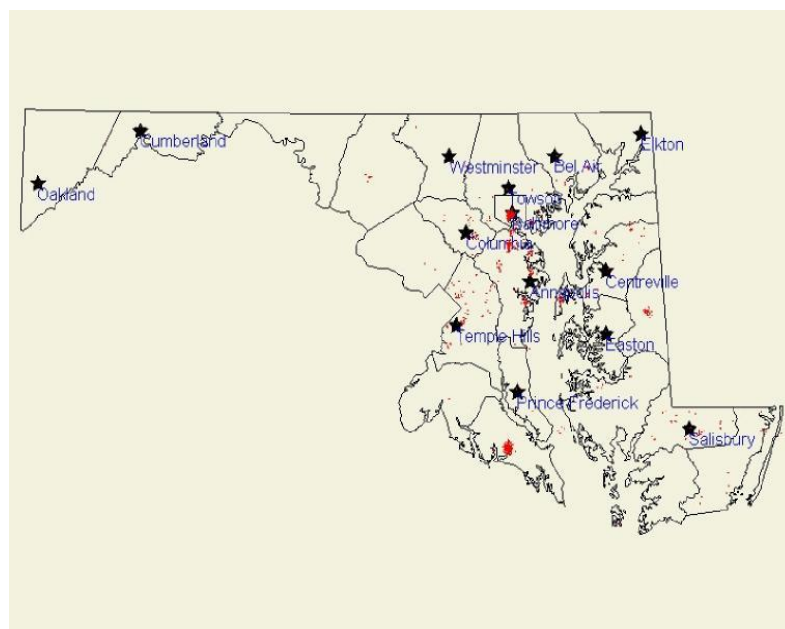 Cumberland
Oakland
Westminster
Bel Air
Elkton
Towson
Baltimore
Columbia
Centreville
Annapolis
Temple Hills
Easton
Prince Frederick
Salisbury